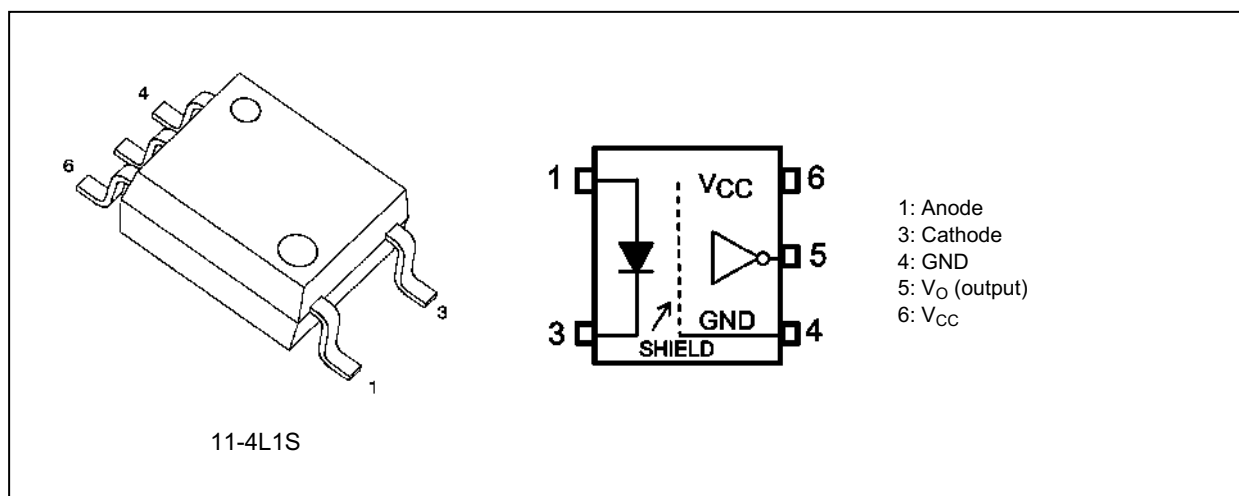 4
6
3
1
11-4L1S
1
VCC
6
5
3
SHIELD
GND
4
1: Anode
3: Cathode
4: GND
5: VO (output)
6: VCC